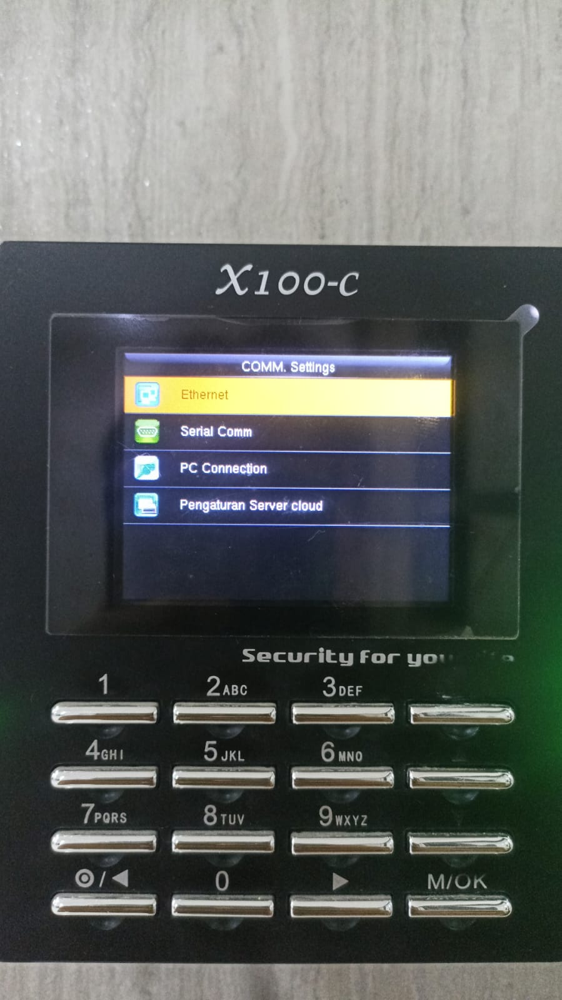 X100-C
COMM. Settings
Ethernet
Serial Comm
PC Connection
Pengaturan Server cloud
Security for
1 2ABC 3DEF
4GHI 5JKL 6MNO
7PQRS 8TUV 9WXYZ
/ 0 M/OK